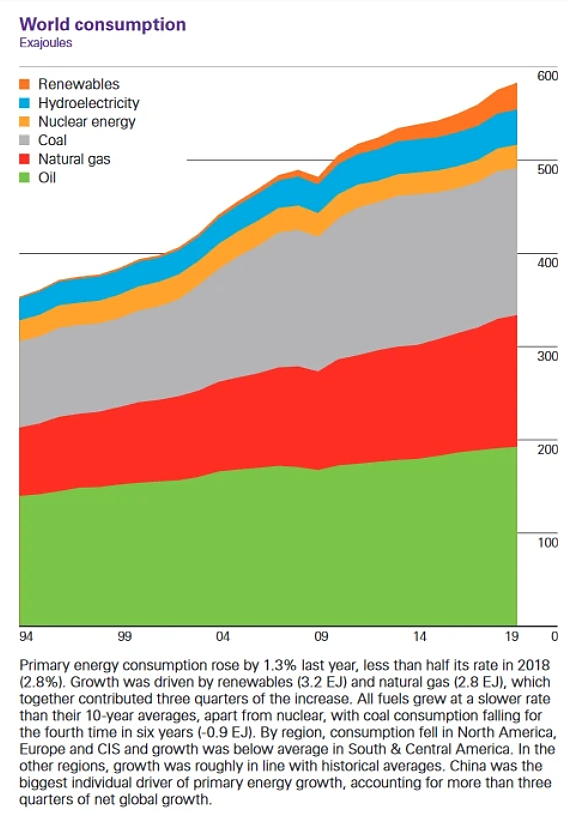 World consumption
Exajoules
600
Renewables
Hydroelectricity
Nuclear energy
Coal
Natural gas
Oil
500
400
300
200
100
94 99 04 09 14 19 0
Primary energy consumption rose by 1.3% last year, less than half its rate in 2018
(2.8%). Growth was driven by renewables (3.2 EJ) and natural gas (2.8 EJ), which
together contributed three quarters of the increase. All fuels grew at a slower rate
than their 10-year averages, apart from nuclear, with coal consumption falling for
the fourth time in six years (-0.9 EJ). By region, consumption fell in North America,
Europe and CIS and growth was below average in South & Central America. In the
other regions, growth was roughly in line with historical averages. China was the
biggest individual driver of primary energy growth, accounting for more than three
quarters of net global growth.